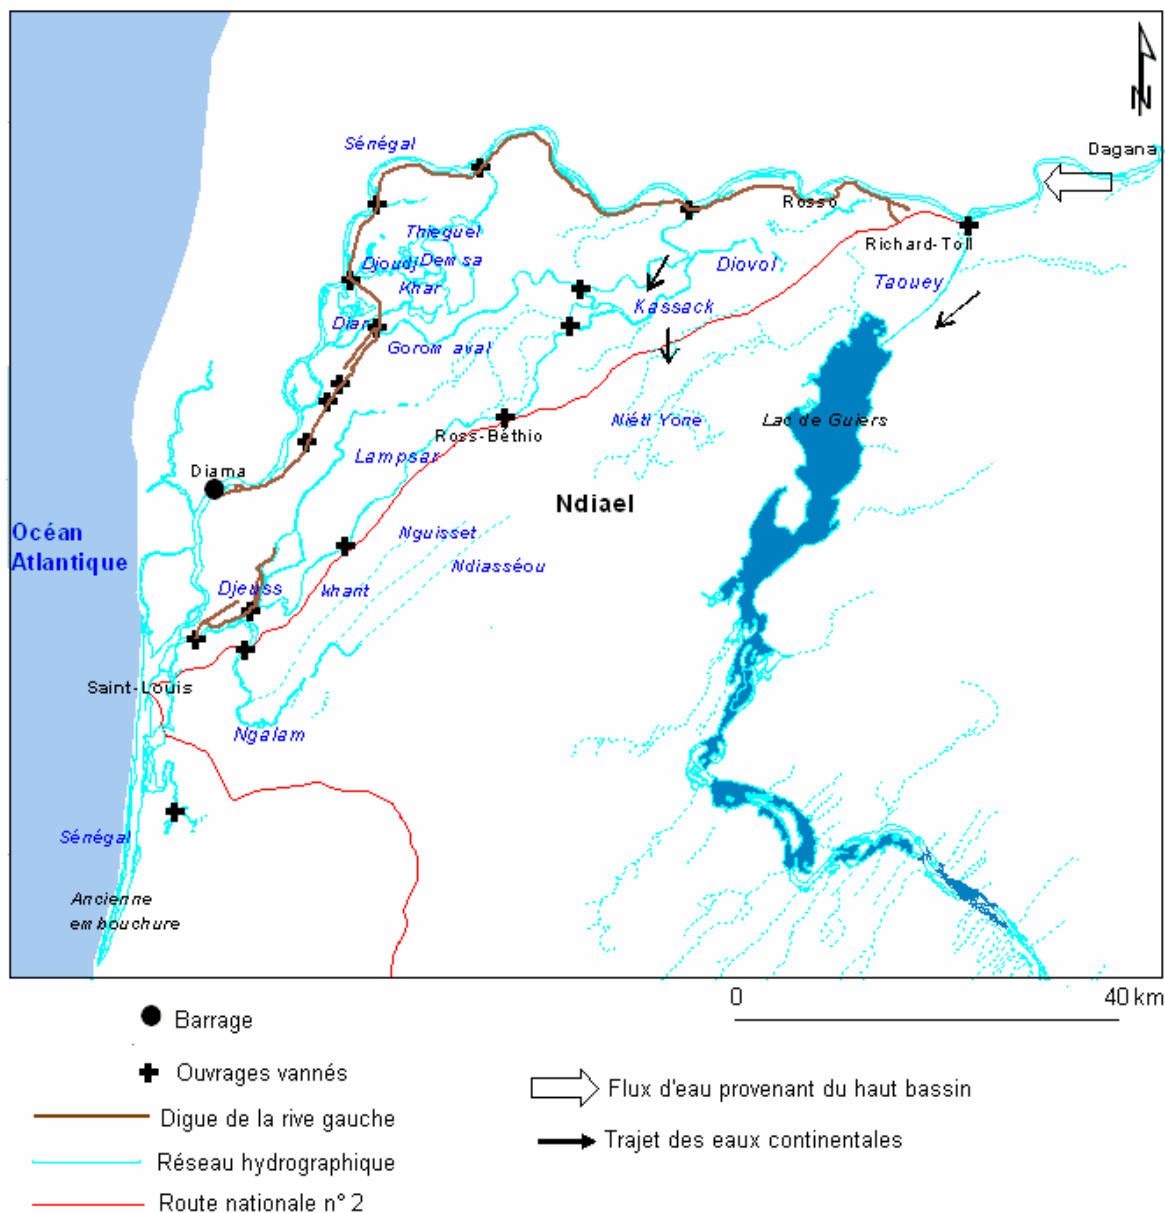 N
Dagana
Sénégal
Rosso
Richard-Toll
Thieguel
Djoudj
Demsa
Khar
Diovol
Taouey
Diar
Kassack
Gorom aval
Niéti Yone
Lac de Guiers
Ross-Béthio
Lampsar
Diama
Ndiael
Océan
Atlantique
Nguisset
Ndiasséou
Djeuss
Khant
Saint-Louis
Ngalam
Sénégal
Ancienne
embouchure
0
40 km
Barrage
Ouvrages vannés
Digue de la rive gauche
Réseau hydrographique
Route nationale n° 2
Flux d'eau provenant du haut bassin
Trajet des eaux continentales